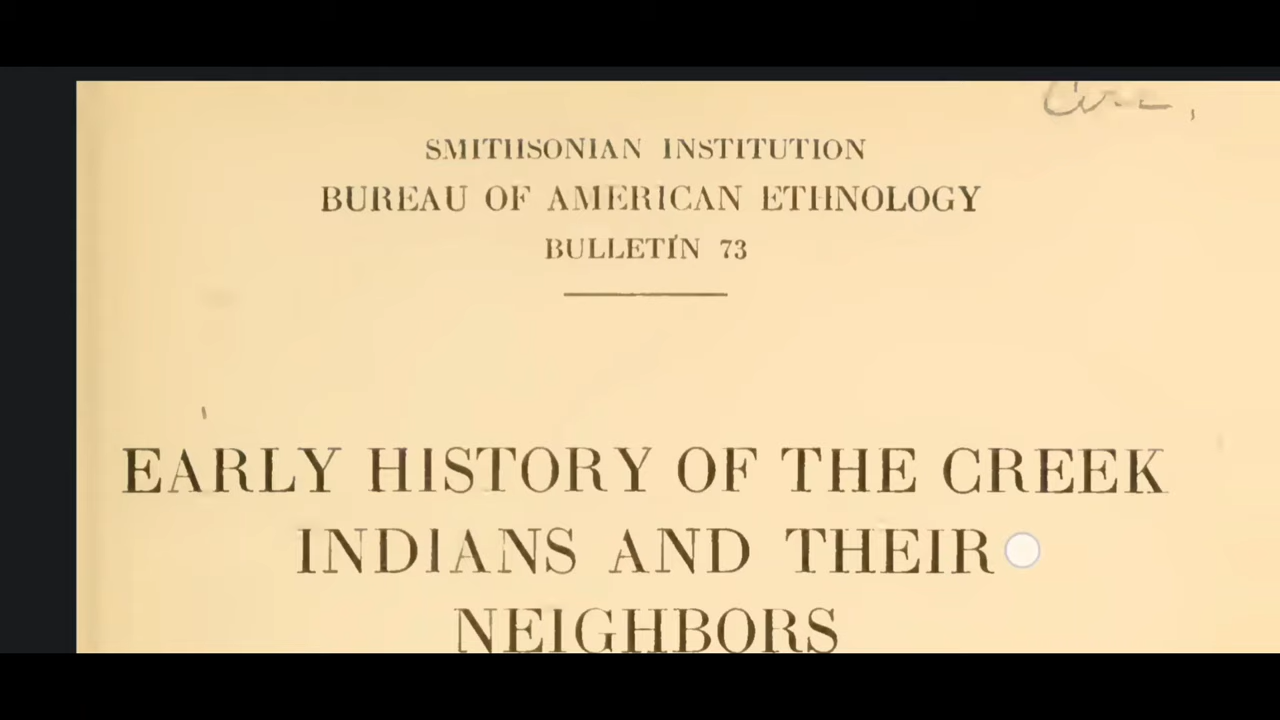 SMITHSONIAN INSTITUTION
BUREAU OF AMERICAN ETHNOLOGY
BULLETIN 73
EARLY HISTORY OF THE CREEK
INDIANS AND THEIR
NEIGHBORS